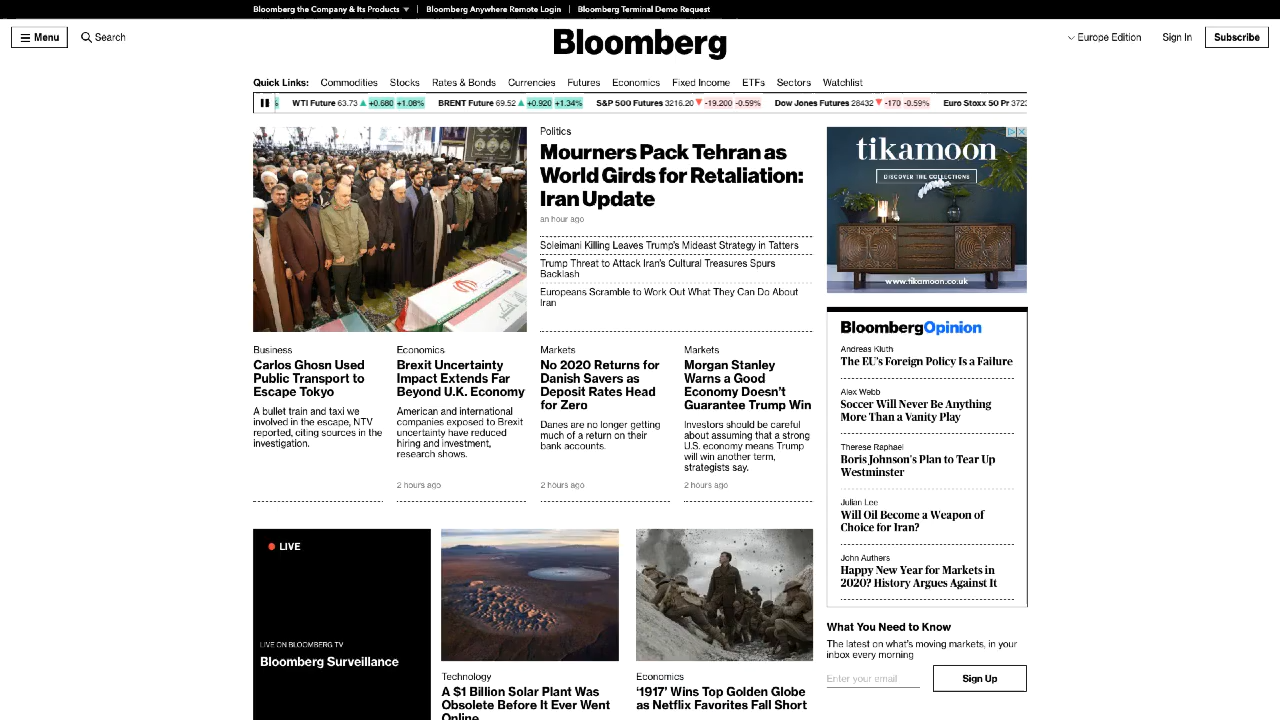 Bloomberg the Company & Its Products
Bloomberg Anywhere Remote Login
Bloomberg Terminal Demo Request
Menu
Search
Bloomberg
Europe Edition
Sign In
Subscribe
Quick Links: Commodities Stocks Rates & Bonds Currencies Futures Economics Fixed Income ETFs Sectors Watchlist
WTI Future 63.73 +0.680 +1.08% BRENT Future 69.52 +0.920 +1.34% S&P 500 Futures 3216.20 -19.200 -0.59% Dow Jones Futures 28432 -170 -0.59% Euro Stoxx 50 Pr
Politics
Mourners Pack Tehran as
World Girds for Retaliation:
Iran Update
an hour ago
Soleimani Killing Leaves Trump's Mideast Strategy in Tatters
Trump Threat to Attack Iran's Cultural Treasures Spurs
Backlash
Europeans Scramble to Work Out What They Can Do About
Iran
tikamoon
DISCOVER THE COLLECTIONS
www.tikamoon.co.uk
Business
Carlos Ghosn Used
Public Transport to
Escape Tokyo
A bullet train and taxi we
involved in the escape, NTV
reported, citing sources in the
investigation.
Economics
Brexit Uncertainty
Impact Extends Far
Beyond U.K. Economy
American and international
companies exposed to Brexit
uncertainty have reduced
hiring and investment,
research shows.
2 hours ago
Markets
No 2020 Returns for
Danish Savers as
Deposit Rates Head
for Zero
Danes are no longer getting
much of a return on their
bank accounts.
2 hours ago
Markets
Morgan Stanley
Warns a Good
Economy Doesn't
Guarantee Trump Win
Investors should be careful
about assuming that a strong
U.S. economy means Trump
will win another term,
strategists say.
2 hours ago
BloombergOpinion
Andreas Kluth
The EU's Foreign Policy Is a Failure
Alex Webb
Soccer Will Never Be Anything
More Than a Vanity Play
Therese Raphael
Boris Johnson's Plan to Tear Up
Westminster
Julian Lee
Will Oil Become a Weapon of
Choice for Iran?
John Authers
Happy New Year for Markets in
2020? History Argues Against It
LIVE
LIVE ON BLOOMBERG TV
Bloomberg Surveillance
Technology
A $1 Billion Solar Plant Was
Obsolete Before It Ever Went
Online
Economics
‘1917’ Wins Top Golden Globe
as Netflix Favorites Fall Short
What You Need to Know
The latest on what's moving markets, in your
inbox every morning
Enter your email
Sign Up